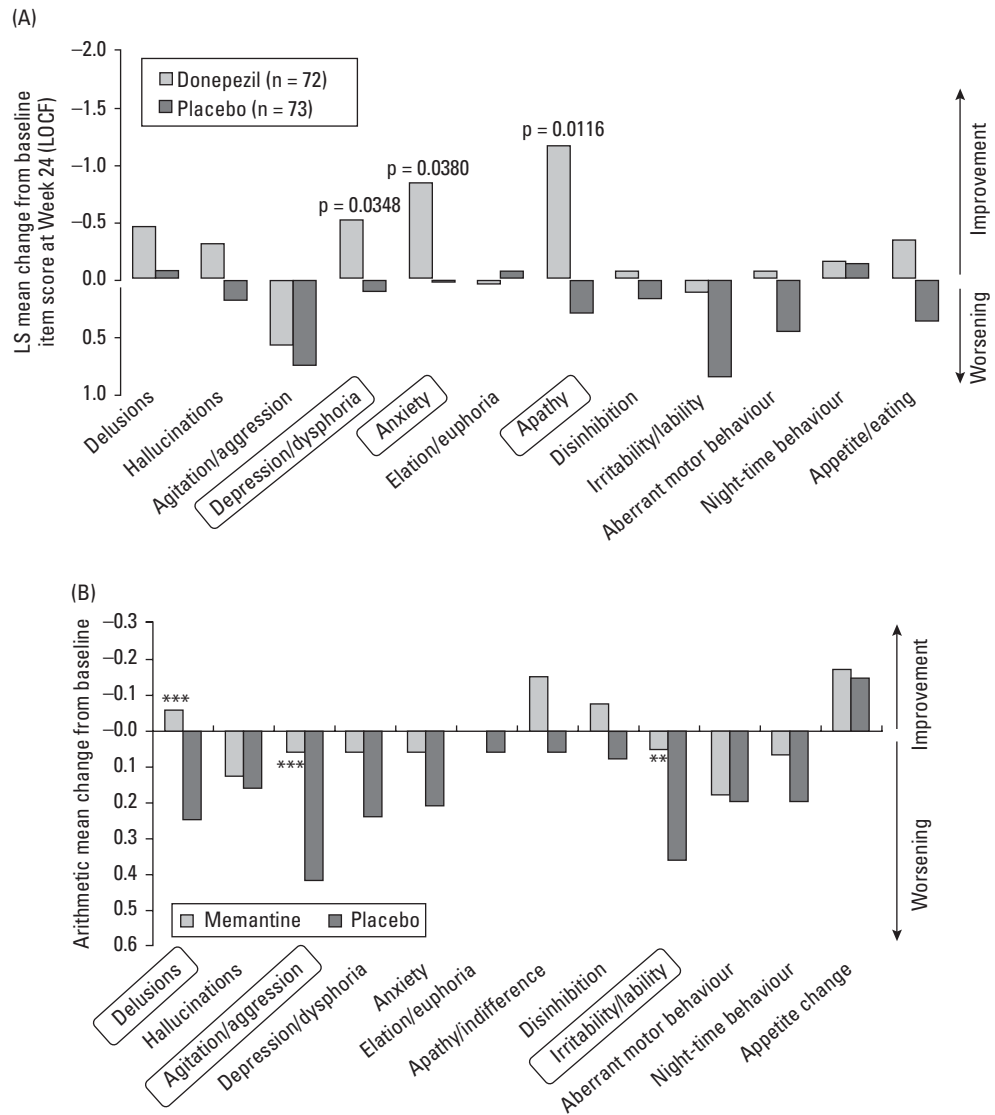 (A)
LS mean change from baseline
item score at Week 24 (LOCF)
–2.0
–1.5
–1.0
–0.5
0.0
0.5
1.0
Donepezil (n = 72)
Placebo (n = 73)
p = 0.0348
p = 0.0380
p = 0.0116
Improvement
Worsening
Delusions
Hallucinations
Agitation/aggression
Depression/dysphoria
Anxiety
Elation/euphoria
Apathy
Disinhibition
Irritability/lability
Aberrant motor behaviour
Night-time behaviour
Appetite/eating
(B)
Arithmetic mean change from baseline
–0.3
–0.2
–0.1
–0.0
0.1
0.2
0.3
0.4
0.5
0.6
***
***
**
Memantine
Placebo
Improvement
Worsening
Delusions
Hallucinations
Agitation/aggression
Depression/dysphoria
Anxiety
Elation/euphoria
Apathy/indifference
Disinhibition
Irritability/lability
Aberrant motor behaviour
Night-time behaviour
Appetite change